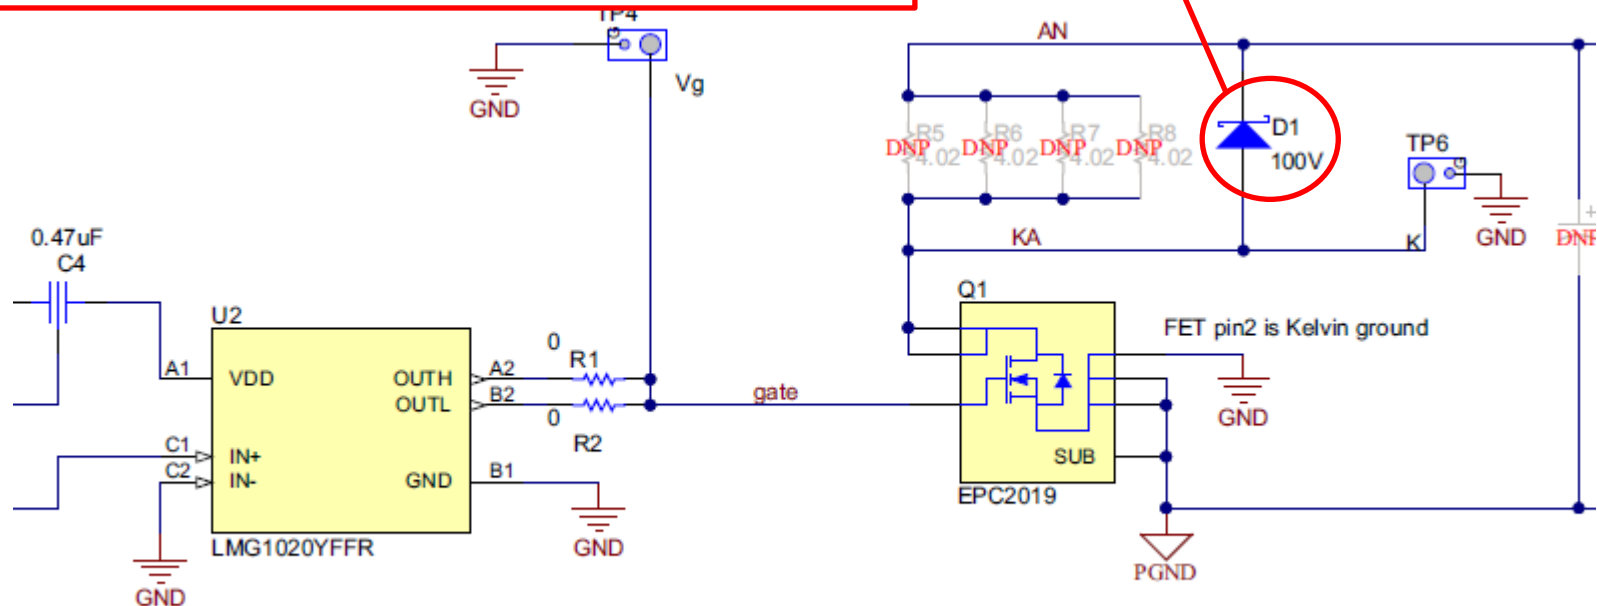 TP4
G
Vg
GND
AN
R5
DNP
4.02
R6
DNP
4.02
R7
DNP
4.02
R8
DNP
4.02
D1
100V
TP6
G
GND
K
KA
+
DNP
0.47uF
C4
U2
A1
VDD
OUTH
A2
OUTL
B2
C1
IN+
C2
IN-
GND
B1
LMG1020YFFR
GND
GND
0
R1
0
R2
gate
Q1
FET pin2 is Kelvin ground
GND
SUB
EPC2019
PGND